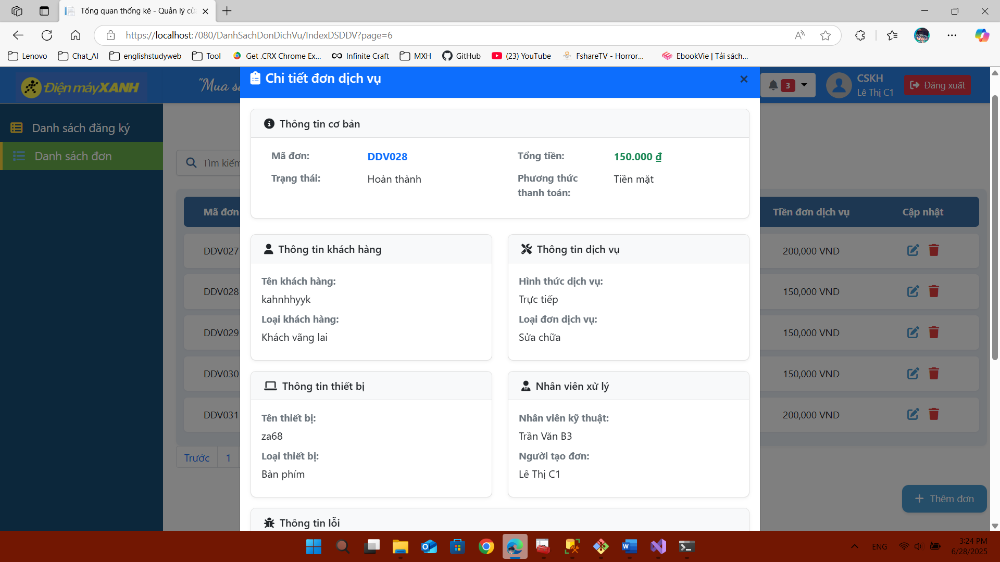 Tổng quan thống kê - Quản lý cử
https://localhost:7080/DanhSachDonDichVu/IndexDSDDV?page=6
Lenovo
Chat_AI
englishstudyweb
Tool
Get .CRX Chrome Ex...
Infinite Craft
MXH
GitHub
(23) YouTube
FshareTV - Horror...
EbookVie | Tải sách...
Điện máy XANH
"Mua
Chi tiết đơn dịch vụ
3
CSKH
Lê Thị C1
Đăng xuất
Danh sách đăng ký
Danh sách đơn
Tìm kiếm
Thông tin cơ bản
Mã đơn:
DDV028
Tổng tiền:
150.000 ₫
Trạng thái:
Hoàn thành
Phương thức
thanh toán:
Tiền mặt
Mã đơn
Tiền đơn dịch vụ
Cập nhật
DDV027
200,000 VND
DDV028
150,000 VND
DDV029
150,000 VND
DDV030
150,000 VND
DDV031
200,000 VND
Thông tin khách hàng
Tên khách hàng:
kahnhhyyk
Loại khách hàng:
Khách vãng lai
Thông tin dịch vụ
Hình thức dịch vụ:
Trực tiếp
Loại đơn dịch vụ:
Sửa chữa
Thông tin thiết bị
Tên thiết bị:
za68
Loại thiết bị:
Bàn phím
Nhân viên xử lý
Nhân viên kỹ thuật:
Trần Văn B3
Người tạo đơn:
Lê Thị C1
Trước
1
Thêm đơn
Thông tin lỗi
ENG
3:24 PM
6/28/2025